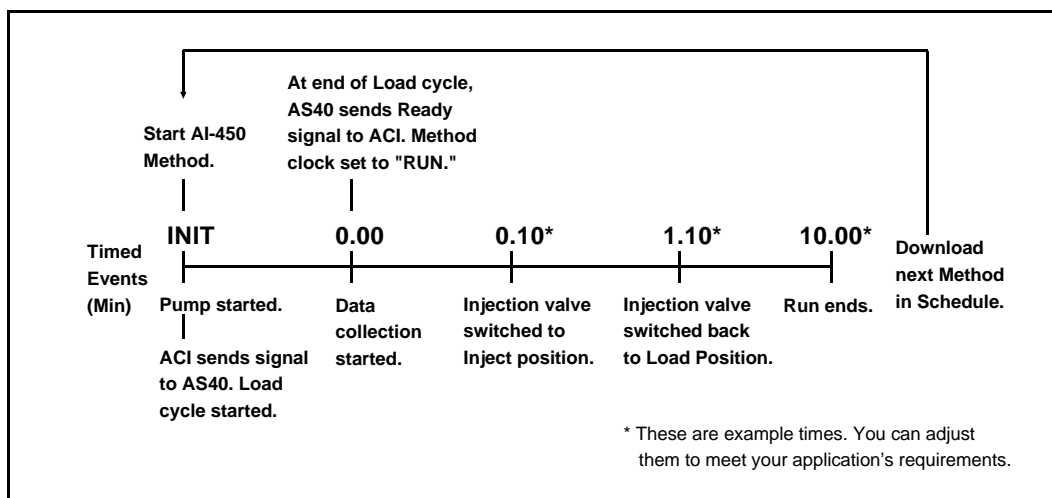 At end of Load cycle,
AS40 sends Ready
signal to ACI. Method
clock set to "RUN."
Start AI-450
Method.
Timed
Events
(Min)
INIT
0.00
0.10*
1.10*
10.00*
Download
next Method
in Schedule.
Pump started.
ACI sends signal
to AS40. Load
cycle started.
Data
collection
started.
Injection valve
switched to
Inject position.
Injection valve
switched back
to Load Position.
Run ends.
* These are example times. You can adjust
them to meet your application’s requirements.